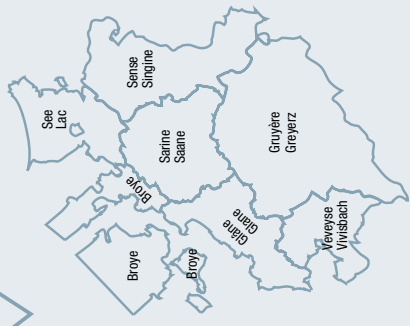 See
Lac
Sense
Singine
Broye
Sarine
Saane
Broye
Broye
Glâne
Glane
Gruyère
Greyerz
Veveyse
Vivisbach